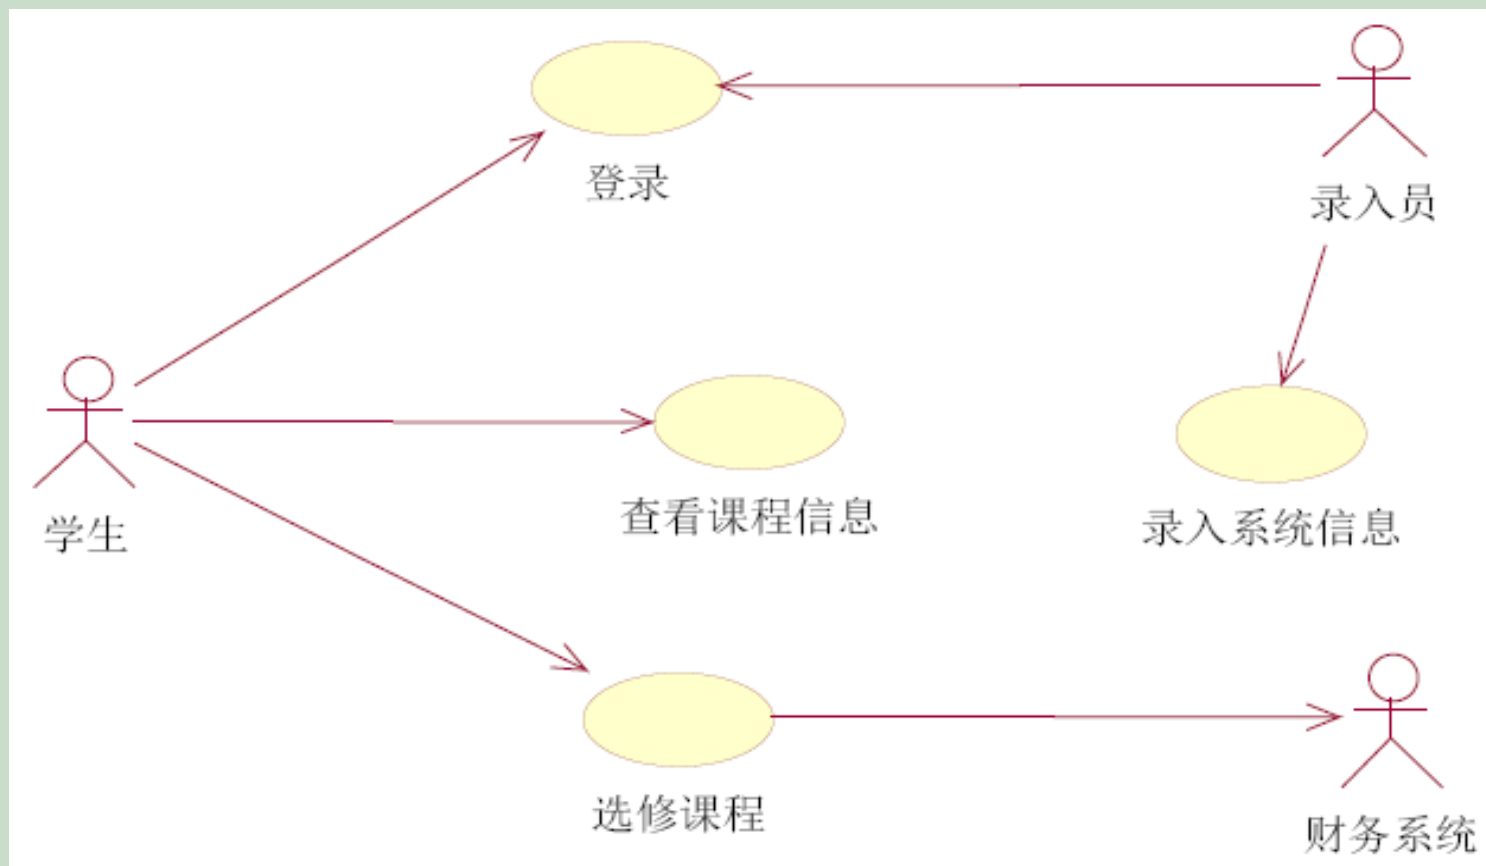 登录
录入员
学生
查看课程信息
录入系统信息
选修课程
财务系统